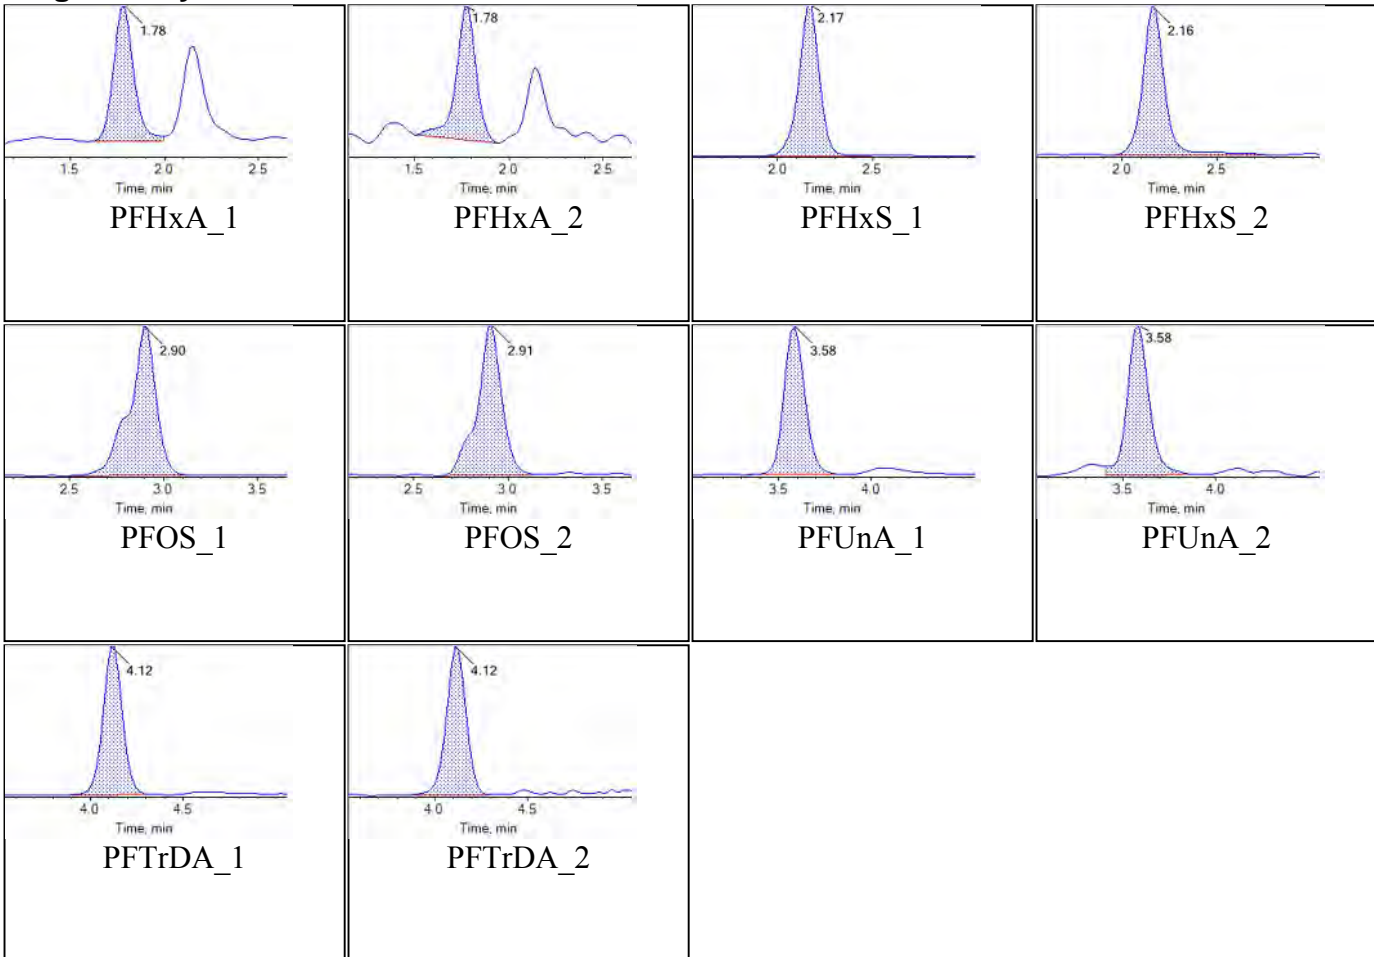 1.78
1.5 2.0 2.5
Time, min
PFHxA_1
1.78
1.5 2.0 2.5
Time, min
PFHxA_2
2.17
2.0 2.5
Time, min
PFHxS_1
2.16
2.0 2.5
Time, min
PFHxS_2
2.90
2.5 3.0 3.5
Time, min
PFOS_1
2.91
2.5 3.0 3.5
Time, min
PFOS_2
3.58
3.5 4.0
Time, min
PFUnA_1
3.58
3.5 4.0
Time, min
PFUnA_2
4.12
4.0 4.5
Time, min
PFTrDA_1
4.12
4.0 4.5
Time, min
PFTrDA_2